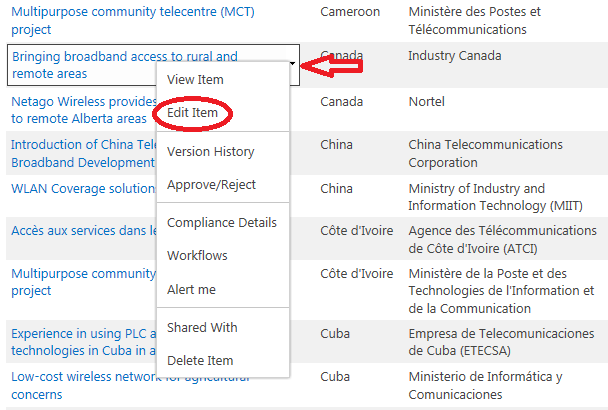 Multipurpose community telecentre (MCT) Cameroon Ministère des Postes et
project Télécommunications
Bringing broadband access to rural and Canada Industry Canada
remote areas
View Item
Netago Wireless provides Canada Nortel
to remote Alberta areas
Edit Item
Introduction of China Tele China China Telecommunications
Broadband Development Corporation
Version History
WLAN Coverage solution China Ministry of Industry and
Information Technology (MIIT)
Approve/Reject
Accès aux services dans le Côte d'Ivoire Agence des Télécommunications
de Côte d'Ivoire (ATCI)
Compliance Details
Workflows
Multipurpose community Côte d'Ivoire Ministère de la Poste et des
project Technologies de l'Information et
de la Communication
Alert me
Shared With
Experience in using PLC a Cuba Empresa de Telecomunicaciones
technologies in Cuba in a de Cuba (ETECSA)
Delete Item
Low-cost wireless network for agricultural Cuba Ministerio de Informática y
concerns Comunicaciones